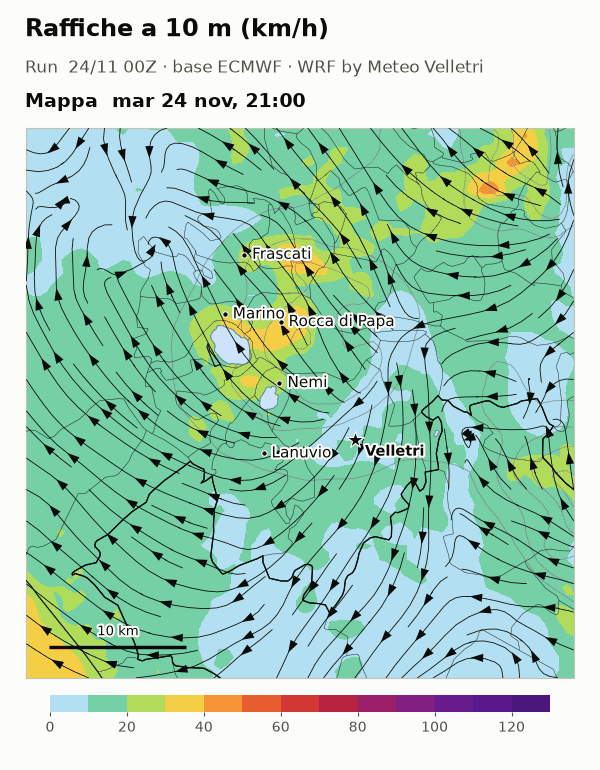 Raffiche a 10 m (km/h)
Run 24/11 00Z · base ECMWF · WRF by Meteo Velletri
Mappa mar 24 nov, 21:00
Frascati
Marino
Rocca di Papa
Nemi
Lanuvio
Velletri
10 km
0 20 40 60 80 100 120